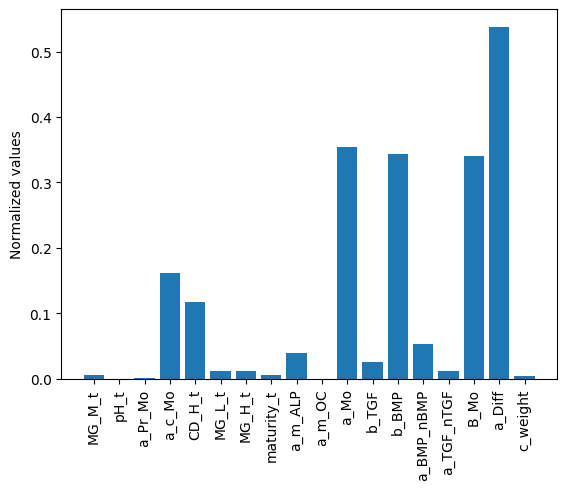 Normalized values
0.5
0.4
0.3
0.2
0.1
0.0
MG_M_t
pH_t
a_Pr_Mo
a_c_Mo
CD_H_t
MG_L_t
MG_H_t
maturity_t
a_m_ALP
a_m_OC
a_Mo
b_TGF
b_BMP
a_BMP_nBMP
a_TGF_nTGF
B_Mo
a_Diff
c_weight